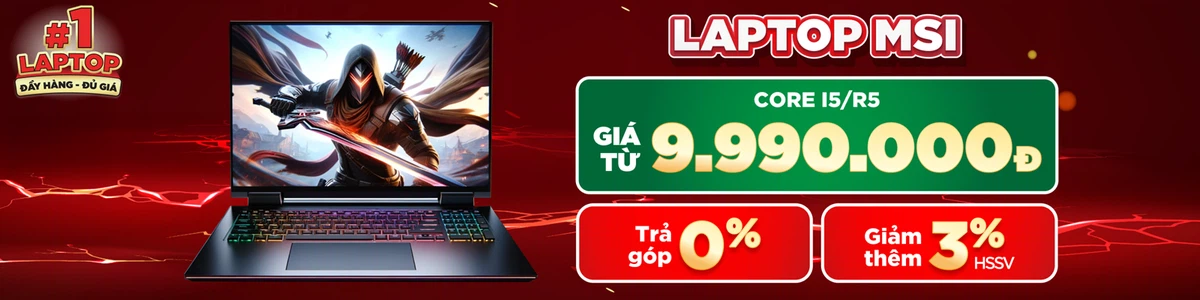 #1
LAPTOP
ĐẦY HÀNG - ĐỦ GIÁ
LAPTOP MSI
CORE I5/R5
GIÁ TỪ 9.990.000Đ
Trả góp 0%
Giảm thêm 3% HSSV